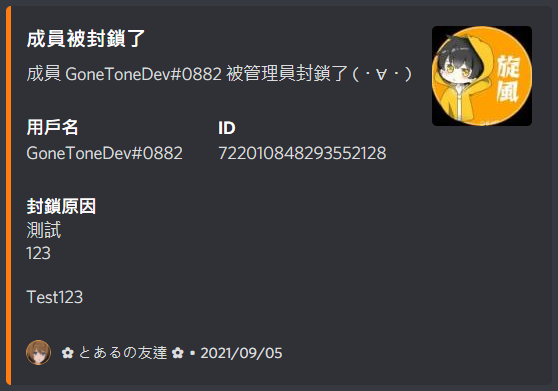 成員被封鎖了
成員 GoneToneDev#0882 被管理員封鎖了 ( ・∀・)
旋風
用戶名 ID
GoneToneDev#0882 722010848293552128
封鎖原因
測試
123
Test123
✿ とあるの友達 ✿ • 2021/09/05